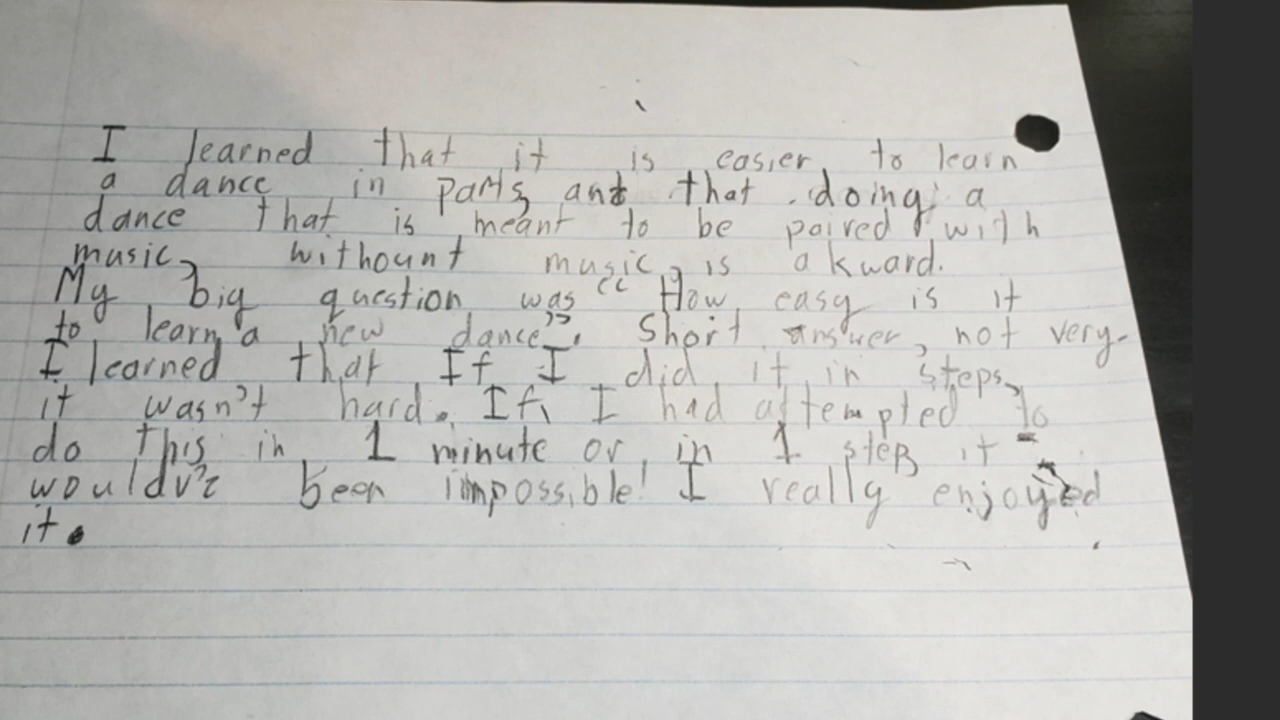 I learned that it is easier to learn
a dance in parts, and that doing a
dance that is meant to be paired with
music, withount music, is akward.
My big question was "How easy is it
to learn a new dance". Short answer, not very.
I learned that If I did it in steps,
it wasn't hard. If I had attempted to
do this in 1 minute or in 1 step it
wouldv'e been impossible! I really enjoyed
it.